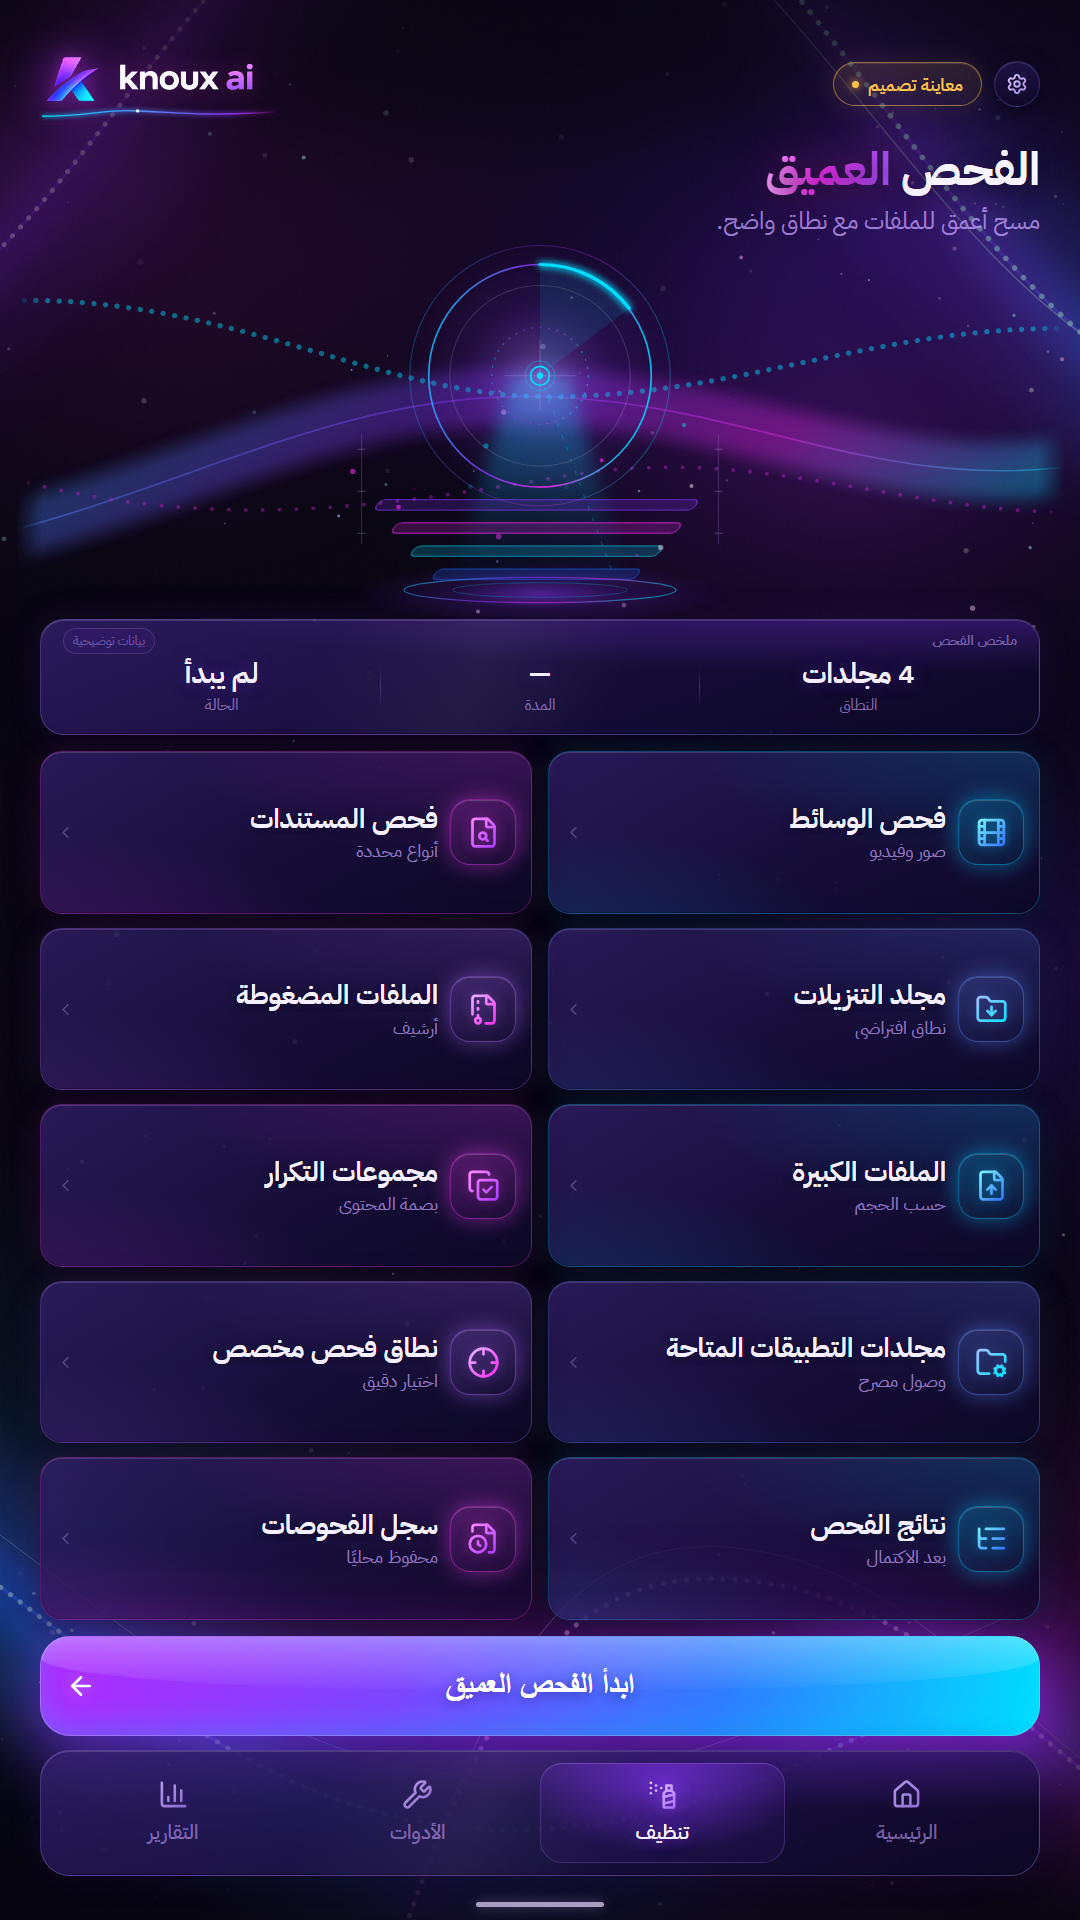 knoux ai
معاينة تصميم
الفحص العميق
مسح أعمق للملفات مع نطاق واضح.
ملخص الفحص
بيانات توضيحية
4 مجلدات
النطاق
—
المدة
لم يبدأ
الحالة
فحص الوسائط
صور وفيديو
فحص المستندات
أنواع محددة
مجلد التنزيلات
نطاق افتراضي
الملفات المضغوطة
أرشيف
الملفات الكبيرة
حسب الحجم
مجموعات التكرار
بصمة المحتوى
مجلدات التطبيقات المتاحة
وصول مصرح
نطاق فحص مخصص
اختيار دقيق
نتائج الفحص
بعد الاكتمال
سجل الفحوصات
محفوظ محليًا
ابدأ الفحص العميق
الرئيسية
تنظيف
الأدوات
التقارير